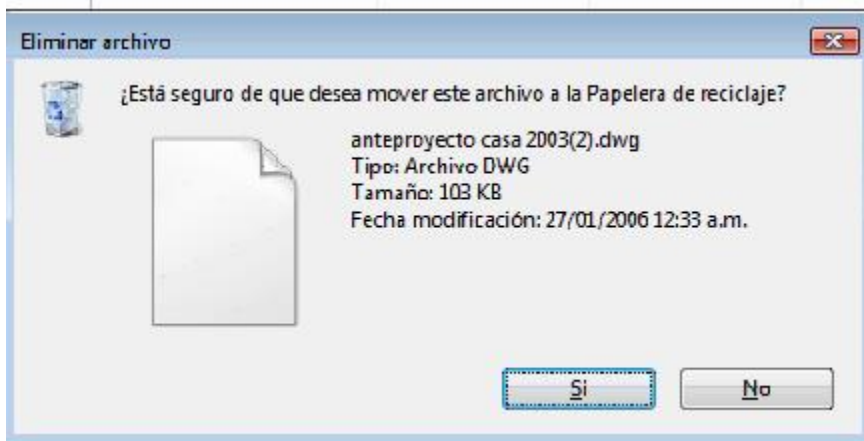 Eliminar archivo
¿Está seguro de que desea mover este archivo a la Papelera de reciclaje?
anteproyecto casa 2003(2).dwg
Tipo: Archivo DWG
Tamaño: 103 KB
Fecha modificación: 27/01/2006 12:33 a.m.
Si
No